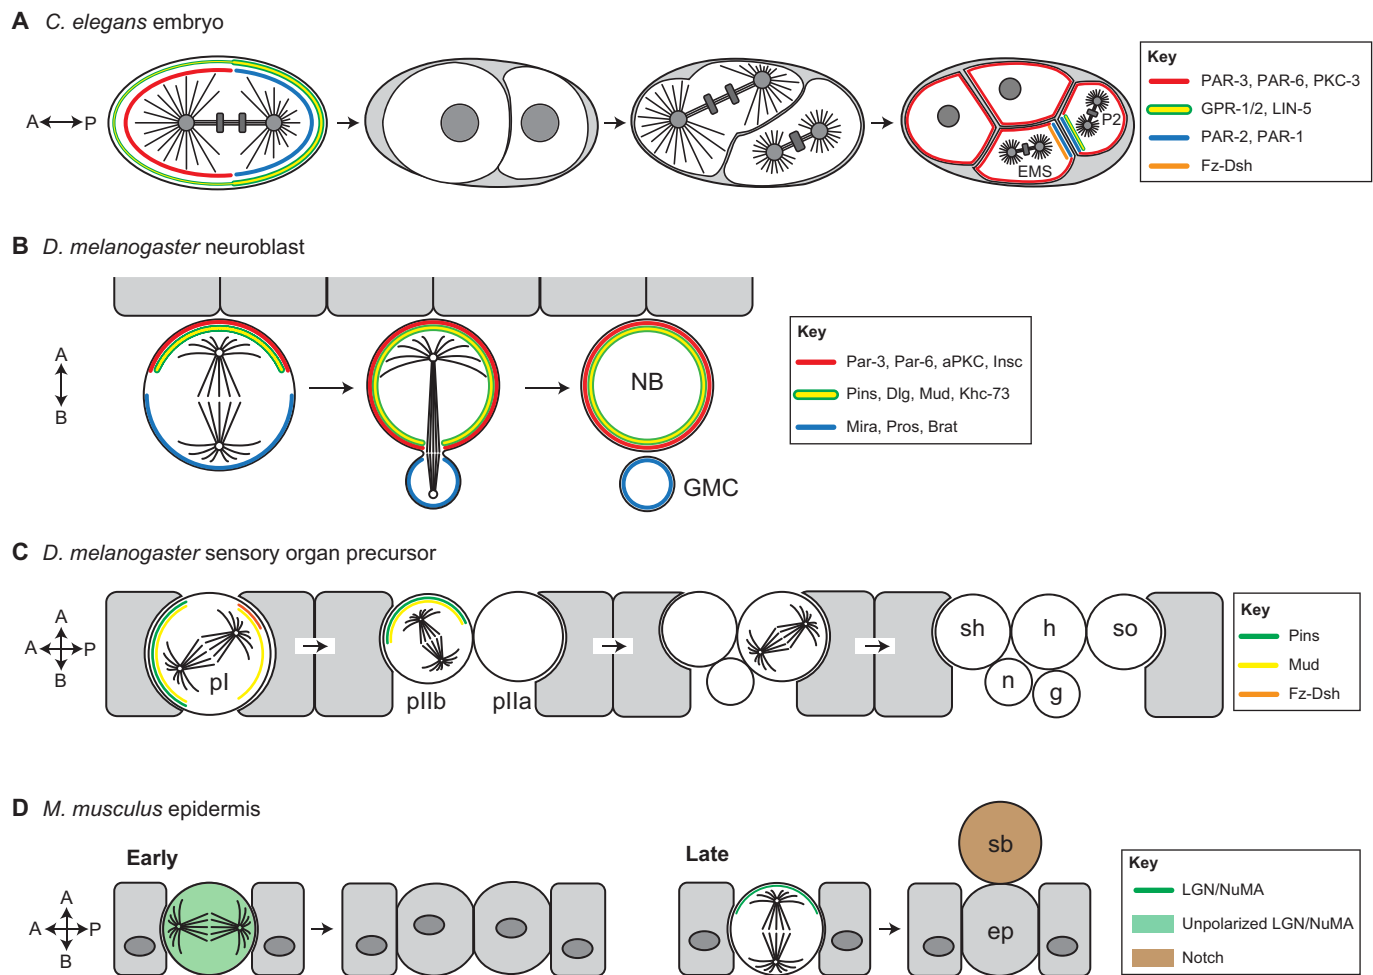 A C. elegans embryo
A P
P2
EMS
Key
PAR-3, PAR-6, PKC-3
GPR-1/2, LIN-5
PAR-2, PAR-1
Fz-Dsh
B D. melanogaster neuroblast
A
B
NB
GMC
Key
Par-3, Par-6, aPKC, Insc
Pins, Dlg, Mud, Khc-73
Mira, Pros, Brat
C D. melanogaster sensory organ precursor
A
A P
B
pI
pIIb
pIIa
sh
h
so
n
g
Key
Pins
Mud
Fz-Dsh
D M. musculus epidermis
Early
Late
A
A P
B
sb
ep
Key
LGN/NuMA
Unpolarized LGN/NuMA
Notch